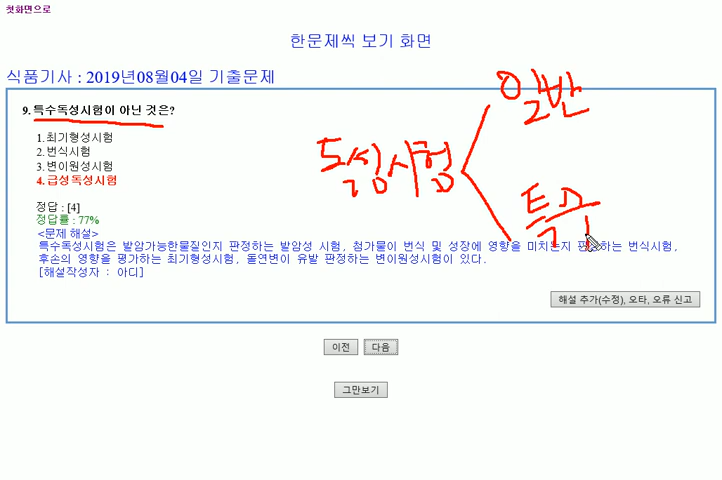 첫화면으로
한문제씩 보기 화면
식품기사 : 2019년08월04일 기출문제
9. 특수독성시험이 아닌 것은?
1.최기형성시험
2.번식시험
3.변이원성시험
4.급성독성시험
정답 : [4]
정답률 : 77%
<문제 해설>
특수독성시험은 발암가능한물질인지 판정하는 발암성 시험, 첨가물이 번식 및 성장에 영향을 미치는지 판정하는 번식시험,
후손의 영향을 평가하는 최기형성시험, 돌연변이 유발 판정하는 변이원성시험이 있다.
[해설작성자 : 아디]
독성시험
일반
특수
해설 추가(수정), 오타, 오류 신고
이전 다음
그만보기